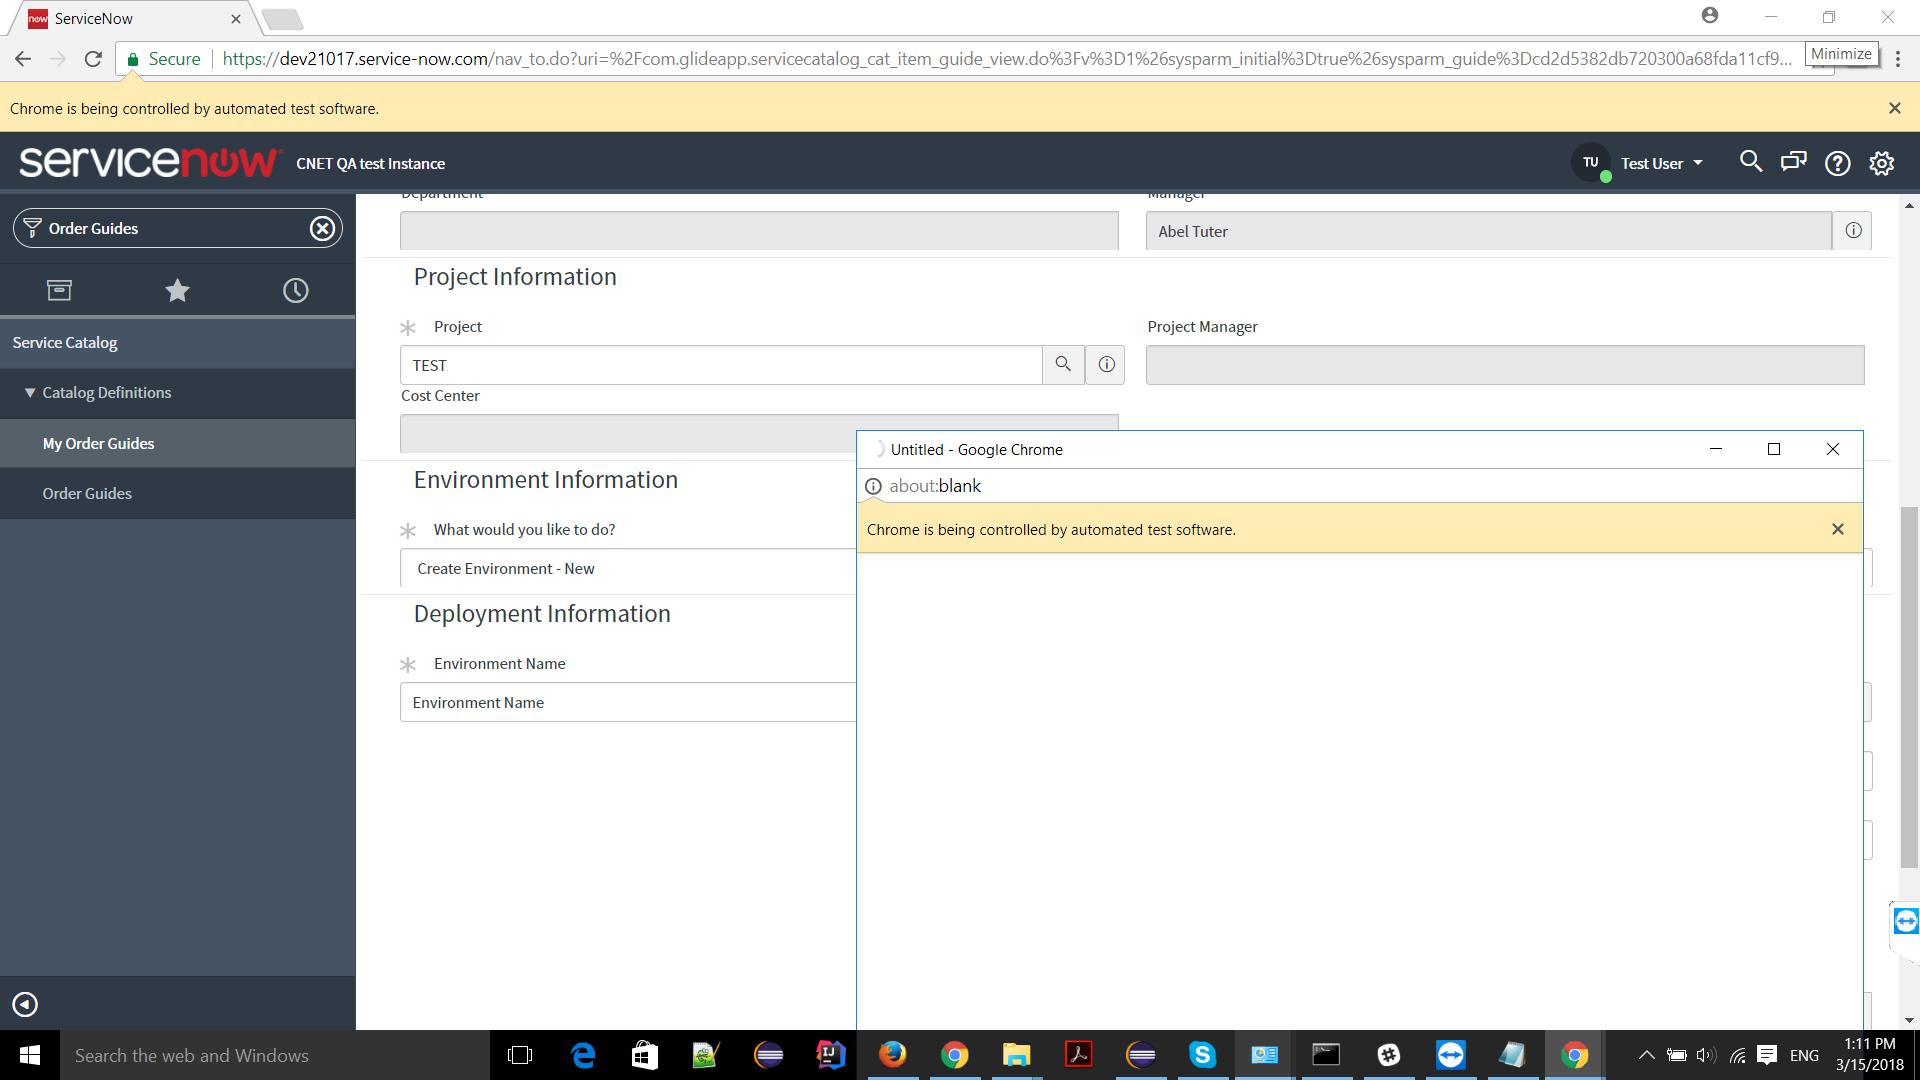 now ServiceNow
Secure https://dev21017.service-now.com/nav_to.do?uri=%2Fcom.glideapp.servicecatalog_cat_item_guide_view.do%3Fv%3D1%26sysparm_initial%3Dtrue%26sysparm_guide%3Dcd2d5382db720300a68fda11cf9...
Minimize
Chrome is being controlled by automated test software.
servicenow CNET QA test Instance
TU Test User
Order Guides
Service Catalog
Catalog Definitions
My Order Guides
Order Guides
Department
Manager
Abel Tuter
Project Information
Project
Project Manager
TEST
Cost Center
Environment Information
What would you like to do?
Create Environment - New
Deployment Information
Environment Name
Environment Name
Untitled - Google Chrome
about:blank
Chrome is being controlled by automated test software.
Search the web and Windows
IJ
ENG
1:11 PM
3/15/2018